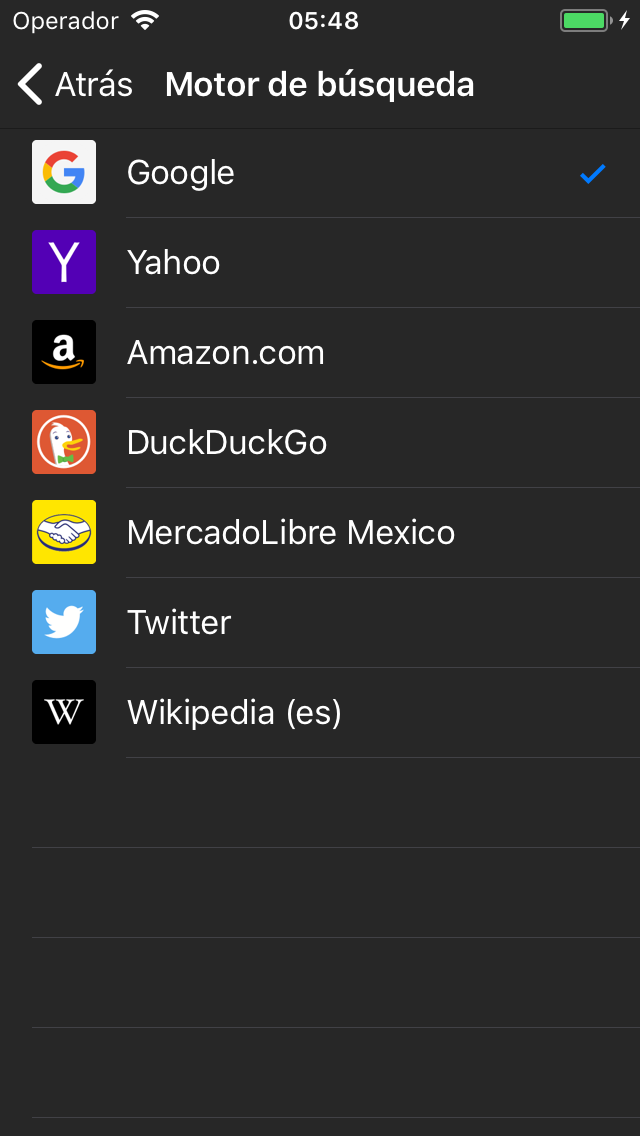 Operador 05:48
Atrás Motor de búsqueda
Google
Yahoo
Amazon.com
DuckDuckGo
MercadoLibre Mexico
Twitter
Wikipedia (es)